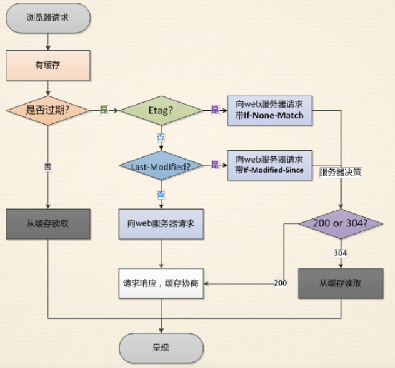 浏览器请求
有缓存
是否过期?
是
Etag?
是
向web服务器请求
带If-None-Match
否
否
Last-Modified?
是
向web服务器请求
带If-Modified-Since
服务器决策
否
从缓存读取
向web服务器请求
200 or 304?
304
请求响应，缓存协商
200
从缓存读取
呈现